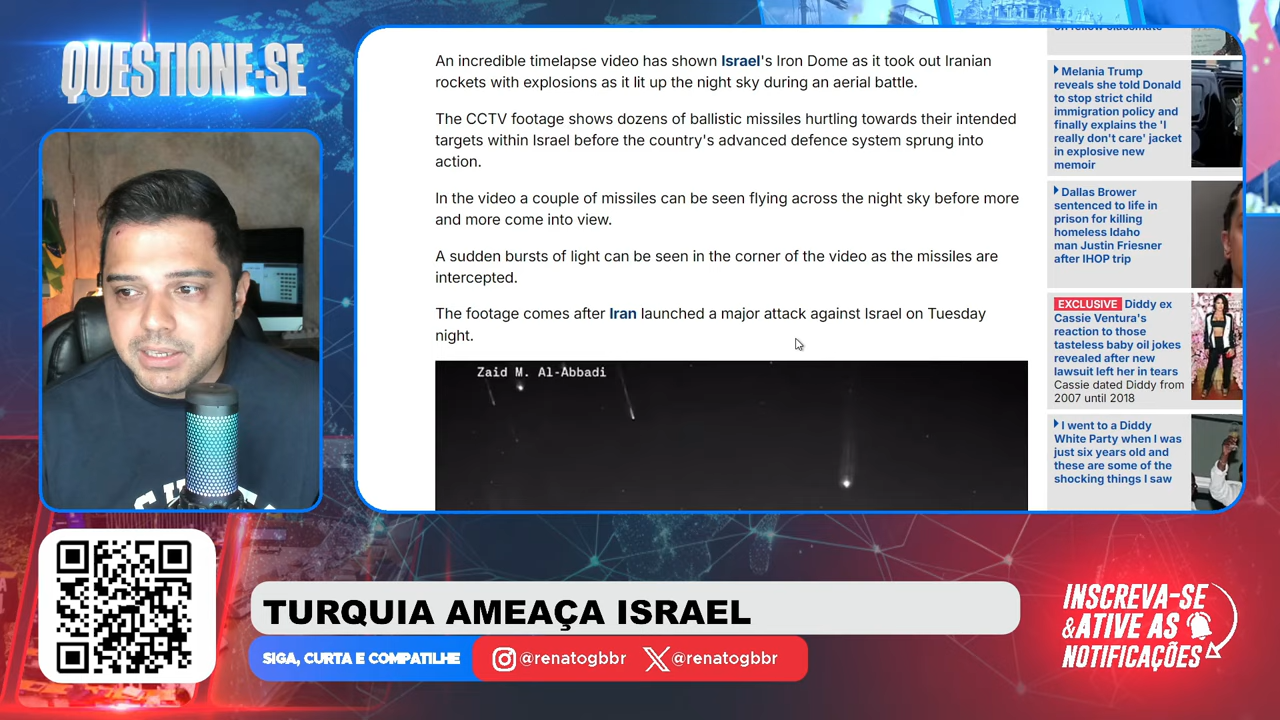 QUESTIONE-SE
An incredible timelapse video has shown Israel's Iron Dome as it took out Iranian
rockets with explosions as it lit up the night sky during an aerial battle.
The CCTV footage shows dozens of ballistic missiles hurtling towards their intended
targets within Israel before the country's advanced defence system sprung into
action.
In the video a couple of missiles can be seen flying across the night sky before more
and more come into view.
A sudden bursts of light can be seen in the corner of the video as the missiles are
intercepted.
The footage comes after Iran launched a major attack against Israel on Tuesday
night.
Zaid M. Al-Abbadi
Melania Trump
reveals she told Donald
to stop strict child
immigration policy and
finally explains the 'I
really don't care' jacket
in explosive new
memoir
Dallas Brower
sentenced to life in
prison for killing
homeless Idaho
man Justin Friesner
after IHOP trip
EXCLUSIVE Diddy ex
Cassie Ventura's
reaction to those
tasteless baby oil jokes
revealed after new
lawsuit left her in tears
Cassie dated Diddy from
2007 until 2018
I went to a Diddy
White Party when I was
just six years old and
these are some of the
shocking things I saw
TURQUIA AMEAÇA ISRAEL
SIGA, CURTA E COMPATILHE
@renatogbbr
@renatogbbr
INSCREVA-SE
&ATIVE AS
NOTIFICAÇÕES